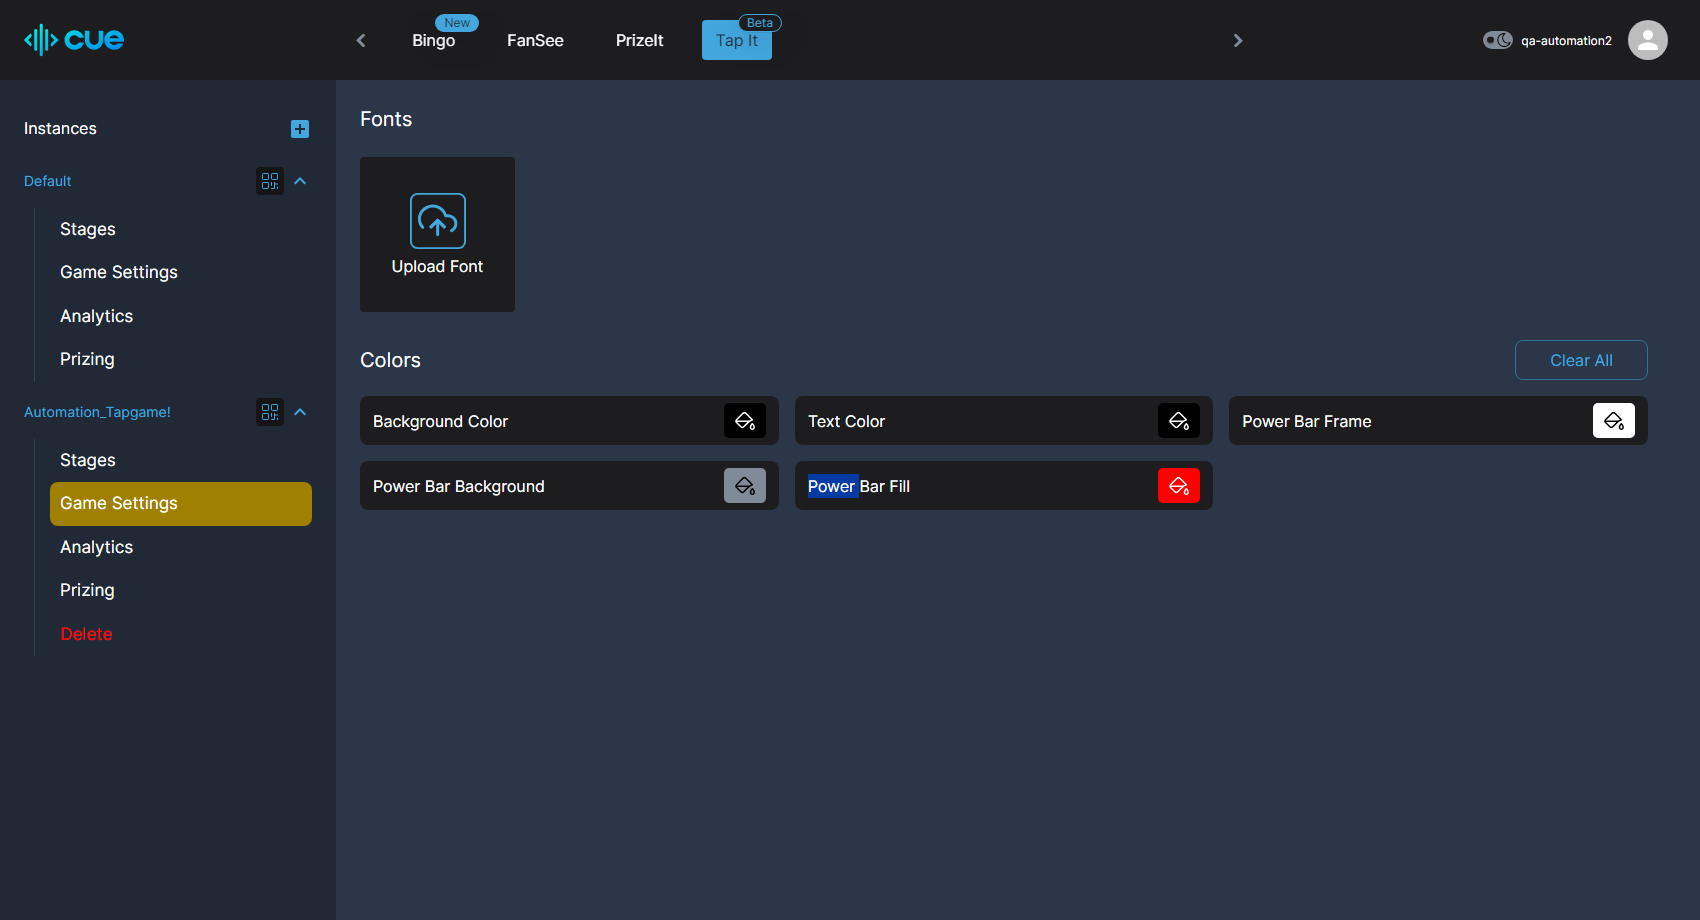 cue
New
Bingo
FanSee
PrizeIt
Beta
Tap It
qa-automation2
Instances
Default
Stages
Game Settings
Analytics
Prizing
Automation_Tapgame!
Stages
Game Settings
Analytics
Prizing
Delete
Fonts
Upload Font
Colors
Clear All
Background Color
Text Color
Power Bar Frame
Power Bar Background
Power Bar Fill